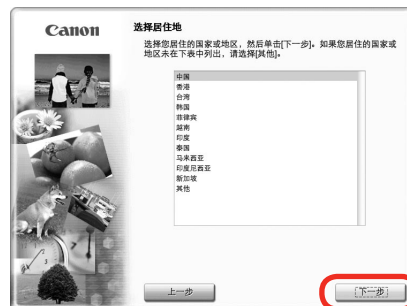 Canon
选择居住地
选择您居住的国家或地区，然后单击[下一步]。如果您居住的国家或
地区未在下表中列出，请选择[其他]。
中国
香港
台湾
韩国
菲律宾
越南
印度
泰国
马来西亚
印度尼西亚
新加坡
其他
上一步
下一步